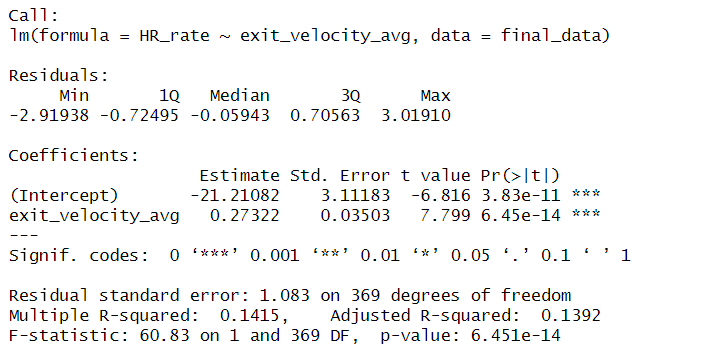 Call:
lm(formula = HR_rate ~ exit_velocity_avg, data = final_data)

Residuals:
     Min       1Q   Median       3Q      Max
-2.91938 -0.72495 -0.05943  0.70563  3.01910

Coefficients:
                   Estimate Std. Error t value Pr(>|t|)
(Intercept)       -21.21082    3.11183  -6.816 3.83e-11 ***
exit_velocity_avg   0.27322    0.03503   7.799 6.45e-14 ***
---
Signif. codes:  0 ‘***’ 0.001 ‘**’ 0.01 ‘*’ 0.05 ‘.’ 0.1 ‘ ’ 1

Residual standard error: 1.083 on 369 degrees of freedom
Multiple R-squared:  0.1415,    Adjusted R-squared:  0.1392
F-statistic: 60.83 on 1 and 369 DF,  p-value: 6.451e-14